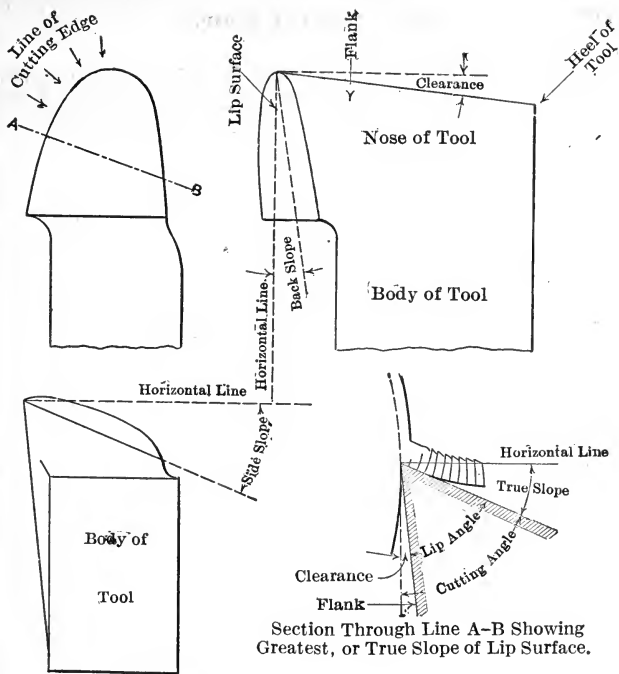 Line of
Cutting Edge
A
B
Lip Surface
Flank
Clearance
Heel of
Tool
Nose of Tool
Back Slope
Horizontal Line
Body of Tool
Horizontal Line
Side Slope
Body of
Tool
Horizontal Line
True Slope
Lip Angle
Cutting Angle
Clearance
Flank
Section Through Line A-B Showing
Greatest, or True Slope of Lip Surface.